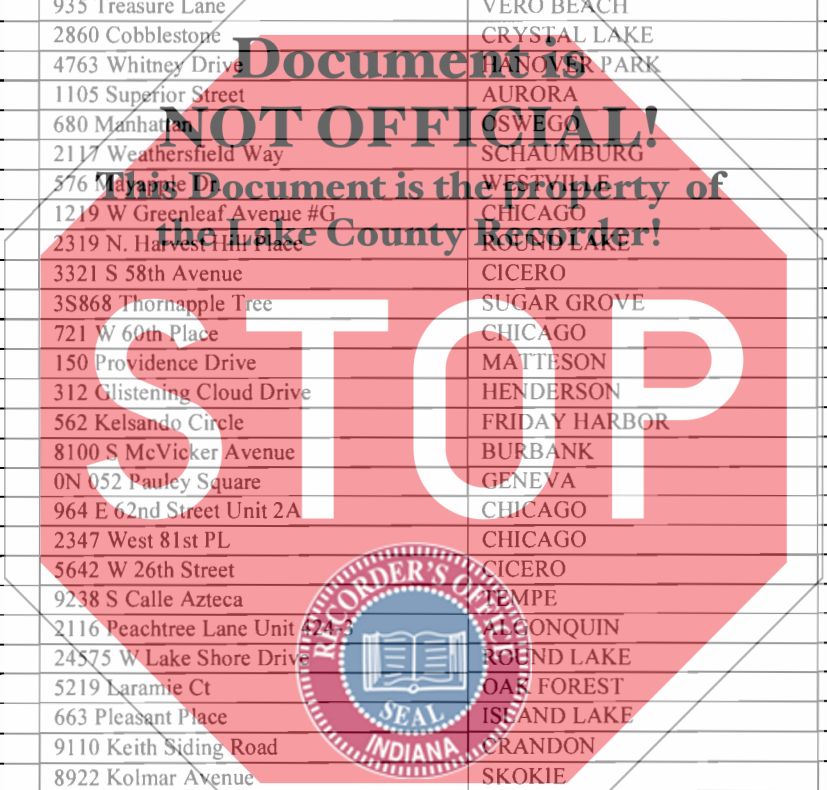 935 Treasure Lane VERO BEACH
2860 Cobblestone CRYSTAL LAKE
Document is
4763 Whitney Drive HANOVER PARK
1105 Superior Street AURORA
680 Manhattan OSWEGO
NOT OFFICIAL!
2117 Weathersfield Way SCHAUMBURG
576 Mayapple Dr. WESTVILLE
This Document is the property of
1219 W Greenleaf Avenue #G CHICAGO
the Lake County Recorder!
2319 N. Harvest Hill Place ROUND LAKE
3321 S 58th Avenue CICERO
3S868 Thornapple Tree SUGAR GROVE
721 W 60th Place CHICAGO
150 Providence Drive MATTESON
312 Glistening Cloud Drive HENDERSON
STOP
562 Kelsando Circle FRIDAY HARBOR
8100 S McVicker Avenue BURBANK
0N 052 Pauley Square GENEVA
964 E 62nd Street Unit 2A CHICAGO
2347 West 81st PL CHICAGO
5642 W 26th Street CICERO
9238 S Calle Azteca TEMPE
2116 Peachtree Lane Unit 424-3 ALGONQUIN
24575 W Lake Shore Drive ROUND LAKE
5219 Laramie Ct OAK FOREST
663 Pleasant Place ISLAND LAKE
9110 Keith Siding Road CRANDON
8922 Kolmar Avenue SKOKIE
RECORDER'S OFFICE
SEAL
INDIANA